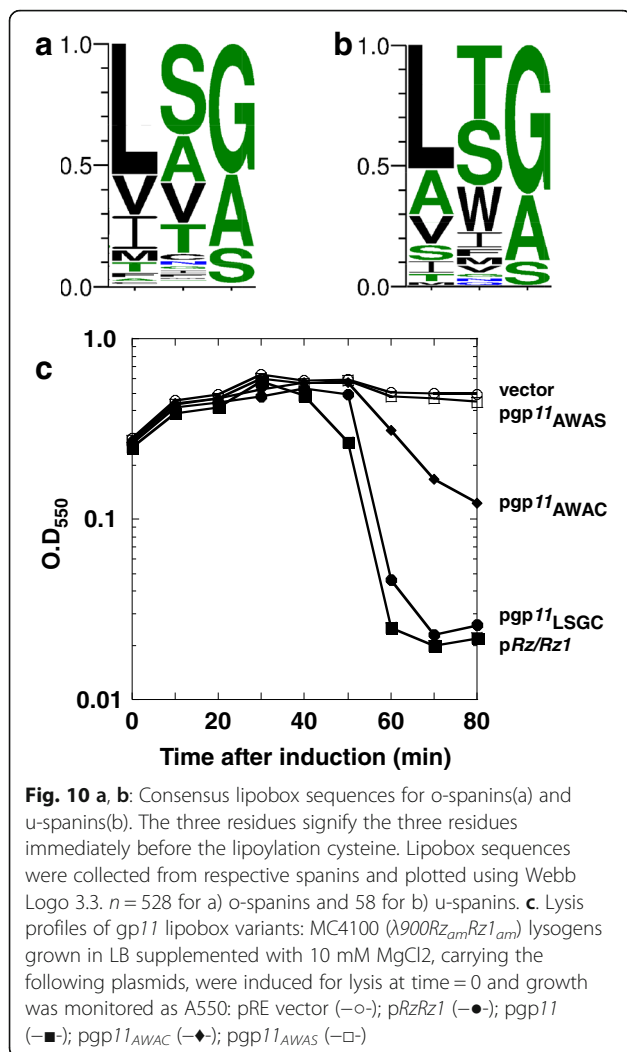 a
b
1.0
0.5
0.0
L
V
I
M
T
S
A
V
T
C
N
G
A
S
1.0
0.5
0.0
L
A
V
S
I
T
M
T
S
W
I
F
M
V
G
S
G
A
S
c
1.0
0.1
0.01
O.D550
0 20 40 60 80
Time after induction (min)
vector
pgp11AWAS
pgp11AWAC
pgp11LSGC
pRz/Rz1
Fig. 10 a, b: Consensus lipobox sequences for o-spanins(a) and
u-spanins(b). The three residues signify the three residues
immediately before the lipoylation cysteine. Lipobox sequences
were collected from respective spanins and plotted using Webb
Logo 3.3. n = 528 for a) o-spanins and 58 for b) u-spanins. c. Lysis
profiles of gp11 lipobox variants: MC4100 (λ900RzamRz1am) lysogens
grown in LB supplemented with 10 mM MgCl2, carrying the
following plasmids, were induced for lysis at time = 0 and growth
was monitored as A550: pRE vector (–○-); pRzRz1 (–●-); pgp11
(–■-); pgp11AWAC (–♦-); pgp11AWAS (–□-)